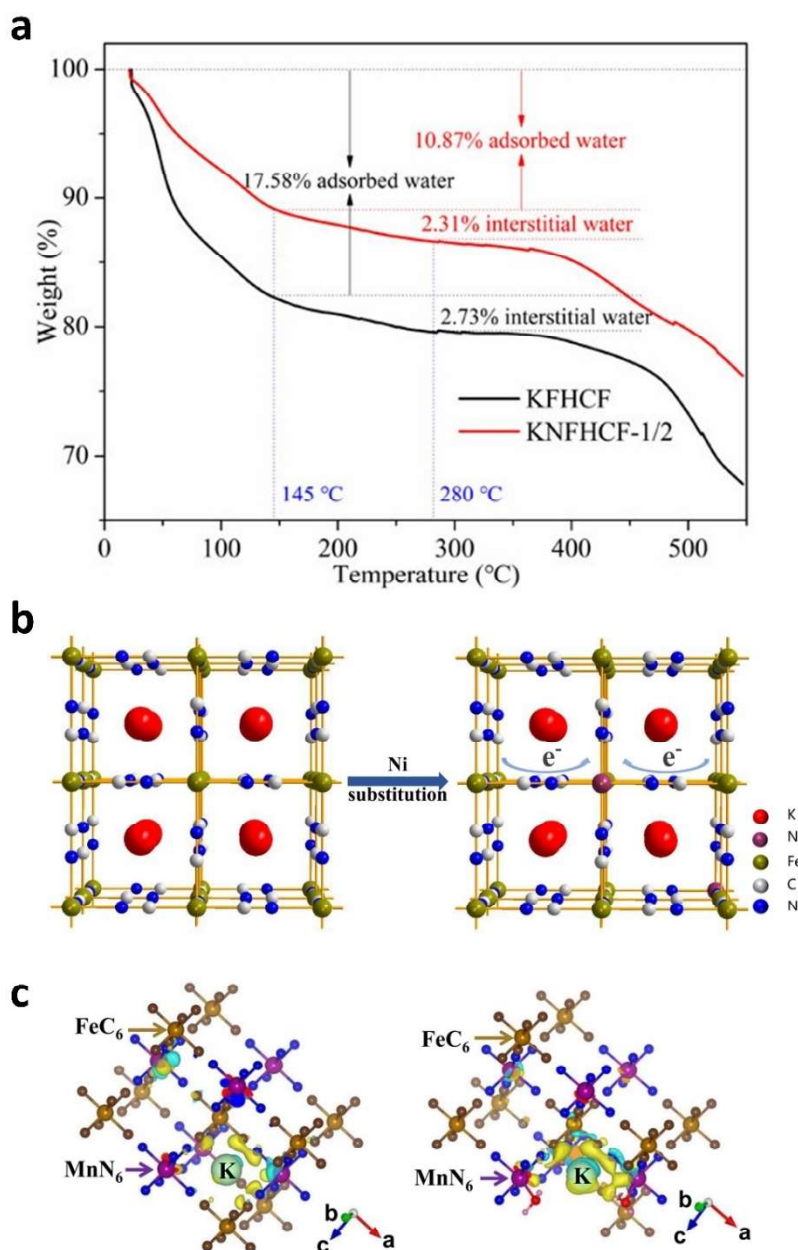 a
100
90
80
70
Weight (%)
10.87% adsorbed water
17.58% adsorbed water
2.31% interstitial water
2.73% interstitial water
KFHCF
KNFHCF-1/2
145 °C
280 °C
0
100
200
300
400
500
Temperature (°C)
b
Ni
substitution
e-
e-
K
N
Fe
C
N
c
FeC6
MnN6
K
b
c
a
FeC6
MnN6
K
b
c
a